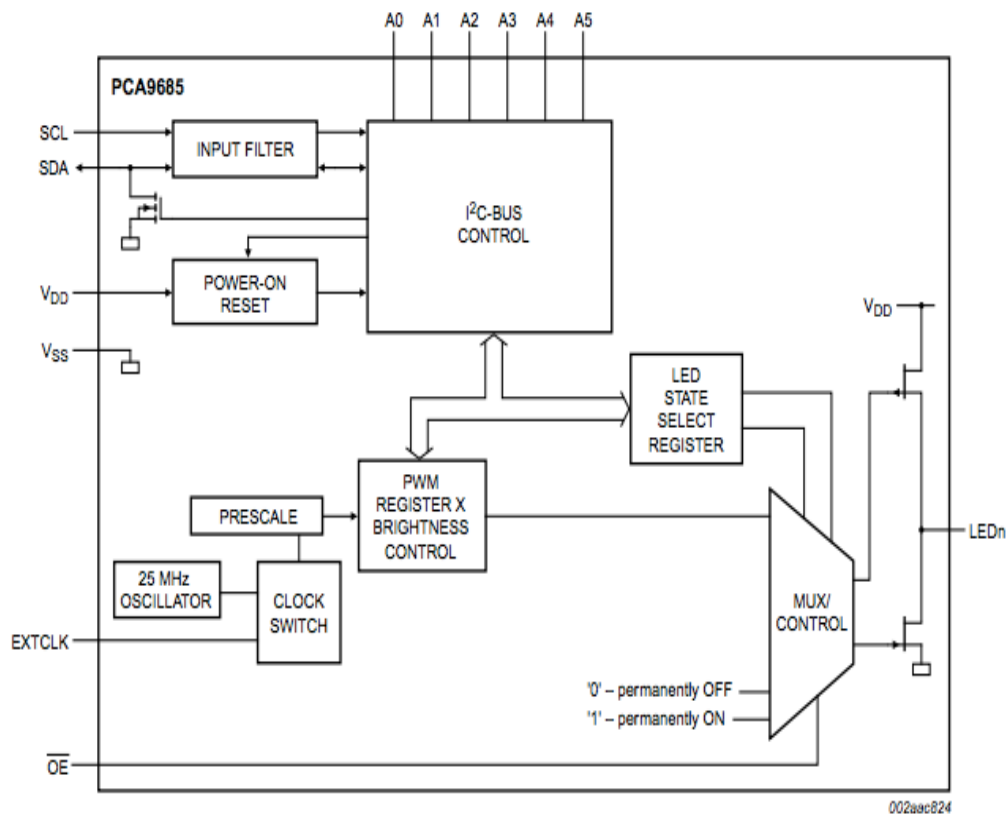 A0 A1 A2 A3 A4 A5
PCA9685
SCL
SDA
INPUT FILTER
I²C-BUS
CONTROL
POWER-ON
RESET
VDD
VSS
VDD
LED
STATE
SELECT
REGISTER
PWM
REGISTER X
BRIGHTNESS
CONTROL
PRESCALE
25 MHz
OSCILLATOR
CLOCK
SWITCH
EXTCLK
MUX/
CONTROL
LEDn
'0' – permanently OFF
'1' – permanently ON
O̅E̅
002aac824